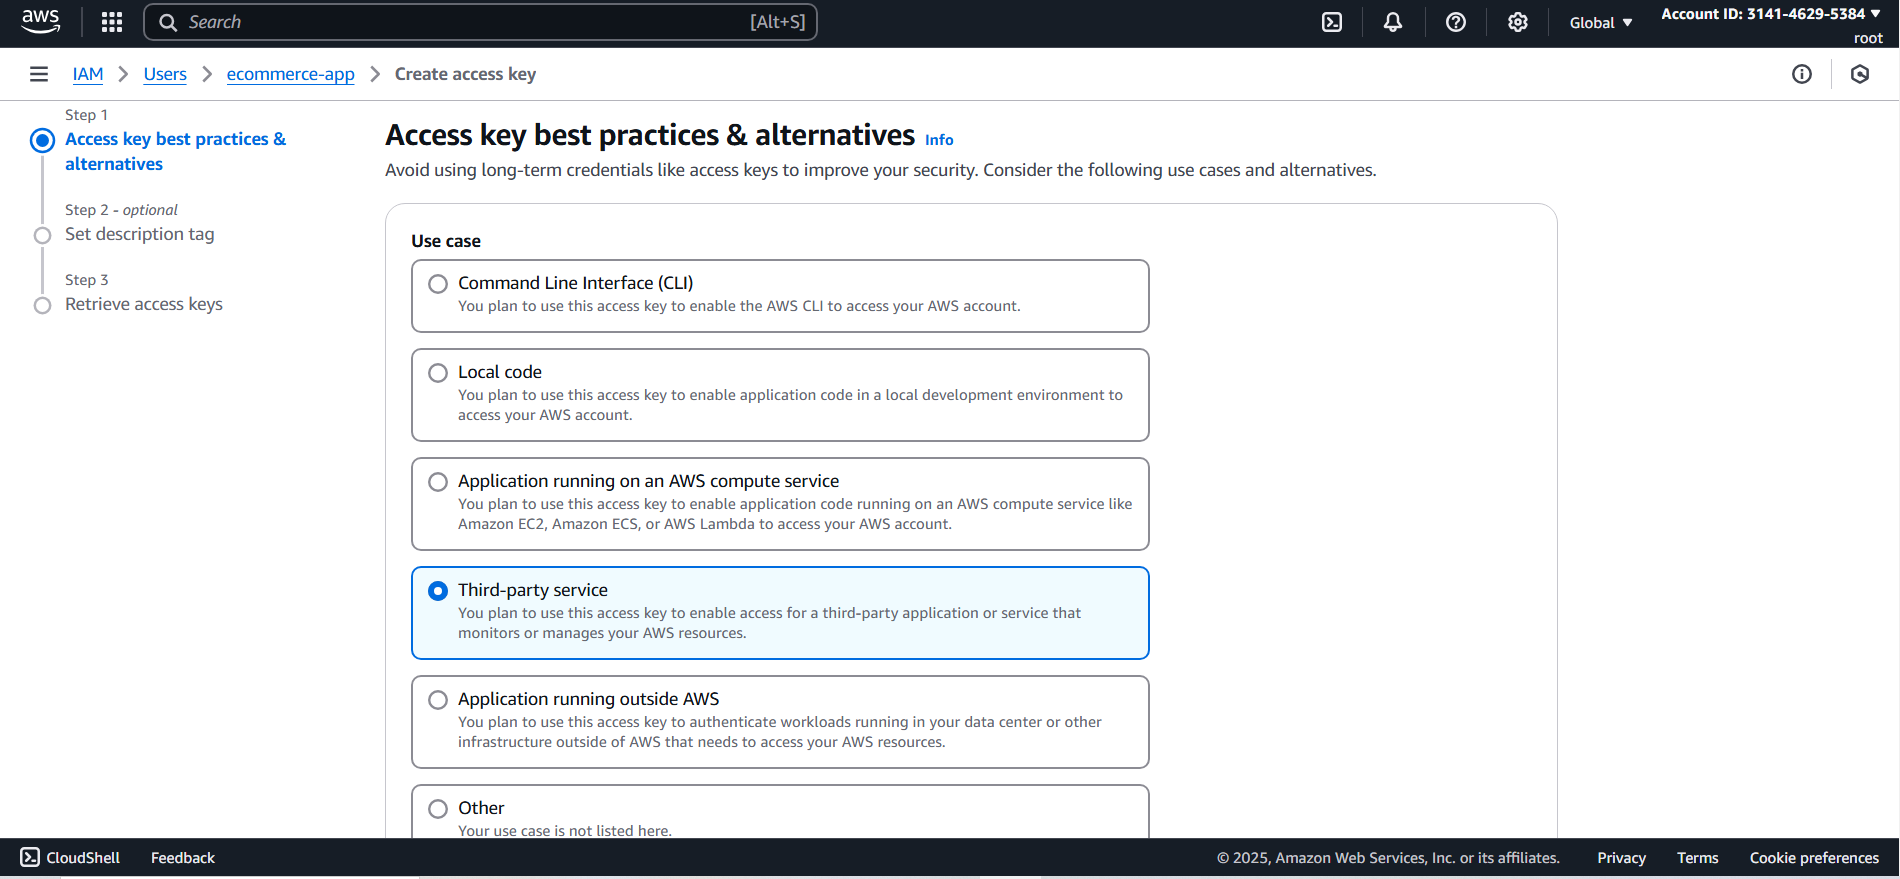 aws
Search [Alt+S]
Global
Account ID: 3141-4629-5384
root
IAM Users ecommerce-app Create access key
Step 1
Access key best practices &
alternatives
Step 2 - optional
Set description tag
Step 3
Retrieve access keys
Access key best practices & alternatives Info
Avoid using long-term credentials like access keys to improve your security. Consider the following use cases and alternatives.
Use case
Command Line Interface (CLI)
You plan to use this access key to enable the AWS CLI to access your AWS account.
Local code
You plan to use this access key to enable application code in a local development environment to
access your AWS account.
Application running on an AWS compute service
You plan to use this access key to enable application code running on an AWS compute service like
Amazon EC2, Amazon ECS, or AWS Lambda to access your AWS account.
Third-party service
You plan to use this access key to enable access for a third-party application or service that
monitors or manages your AWS resources.
Application running outside AWS
You plan to use this access key to authenticate workloads running in your data center or other
infrastructure outside of AWS that needs to access your AWS resources.
Other
Your use case is not listed here.
CloudShell Feedback © 2025, Amazon Web Services, Inc. or its affiliates. Privacy Terms Cookie preferences